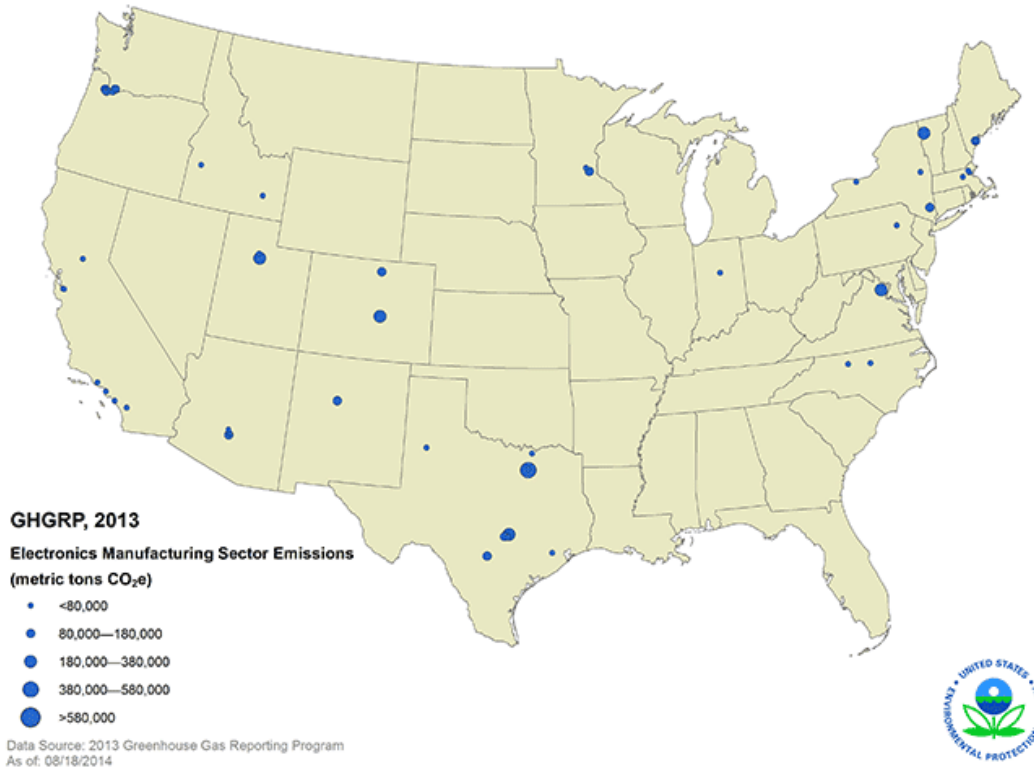 GHGRP, 2013
Electronics Manufacturing Sector Emissions
(metric tons CO₂e)
<80,000
80,000—180,000
180,000—380,000
380,000—580,000
>580,000
Data Source: 2013 Greenhouse Gas Reporting Program
As of: 08/18/2014
UNITED STATES •
ENVIRONMENTAL PROTECTION